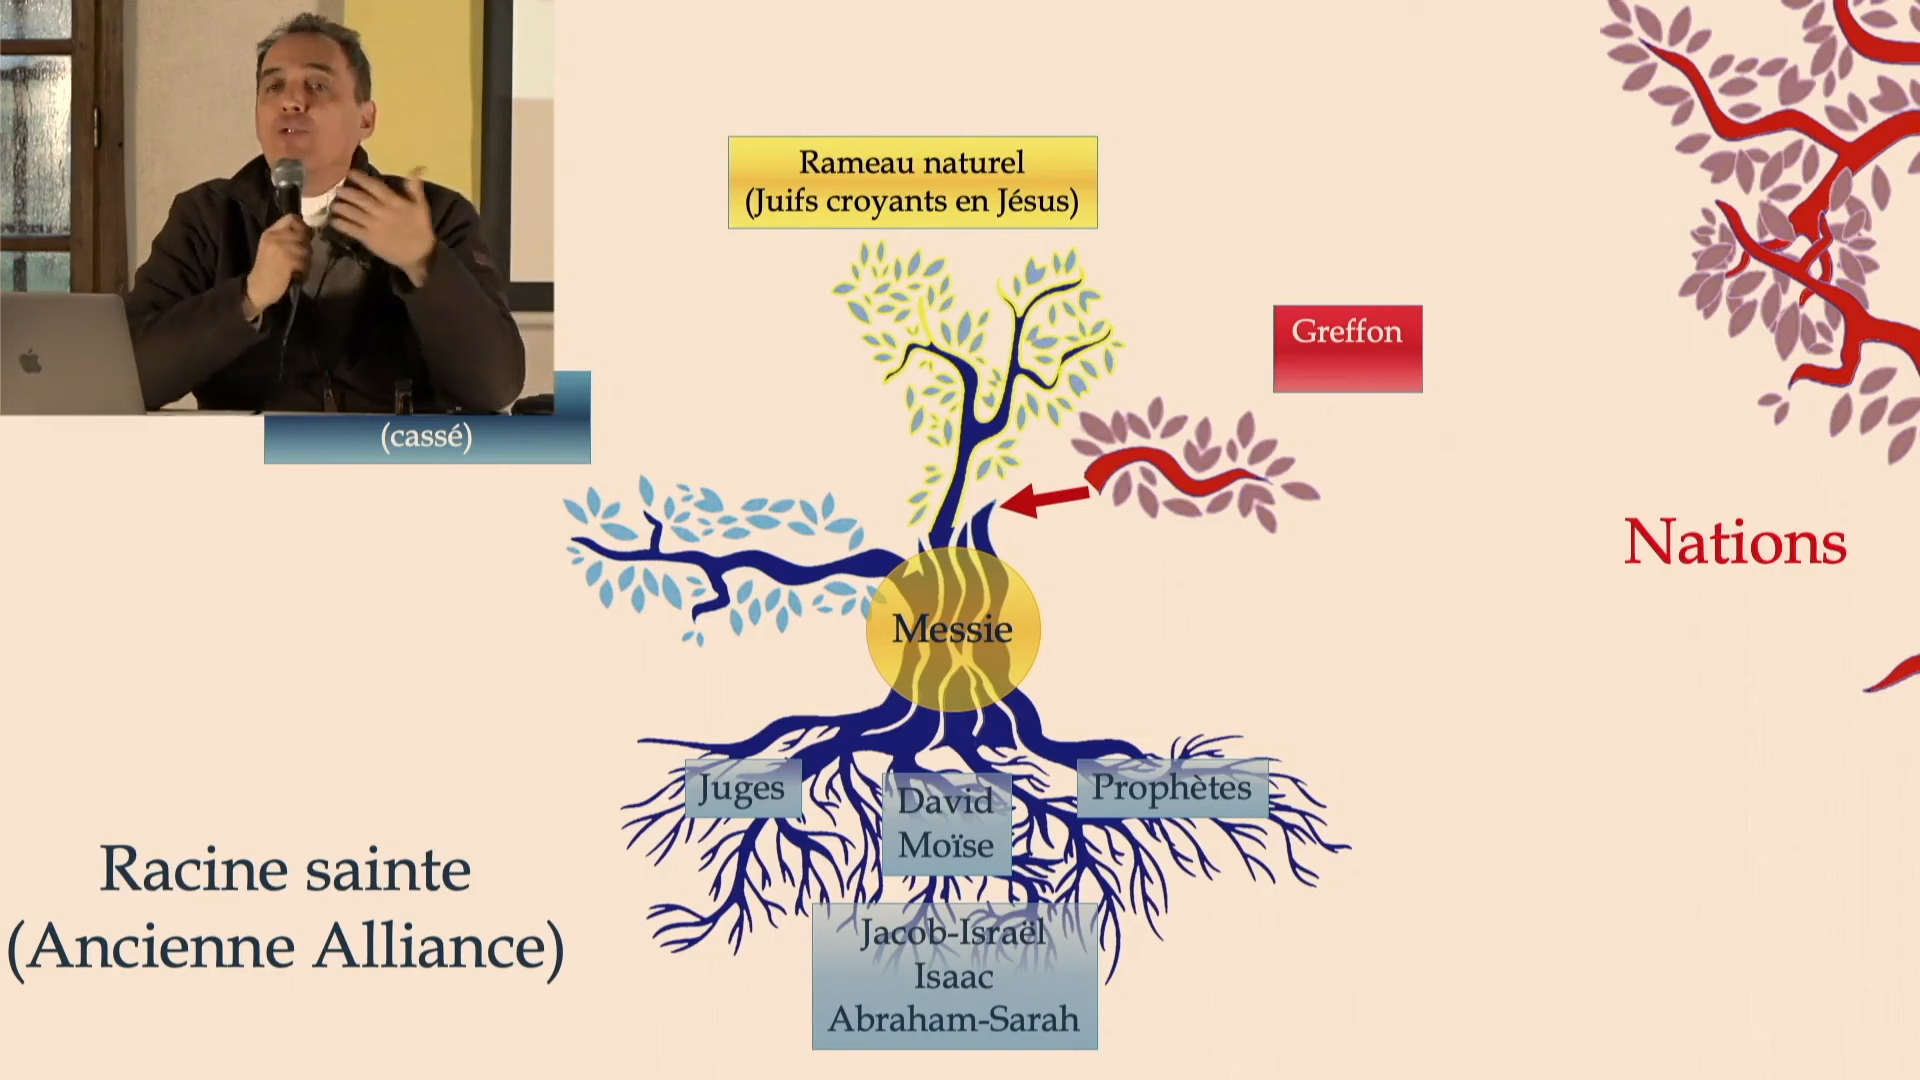 Rameau naturel
(Juifs croyants en Jésus)
Greffon
(cassé)
Nations
Messie
Juges
David
Moïse
Prophètes
Racine sainte
(Ancienne Alliance)
Jacob-Israël
Isaac
Abraham-Sarah